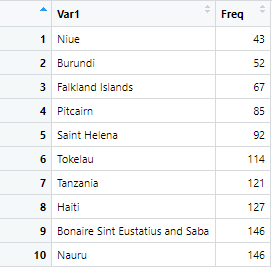 Var1 Freq
1 Niue 43
2 Burundi 52
3 Falkland Islands 67
4 Pitcairn 85
5 Saint Helena 92
6 Tokelau 114
7 Tanzania 121
8 Haiti 127
9 Bonaire Sint Eustatius and Saba 146
10 Nauru 146